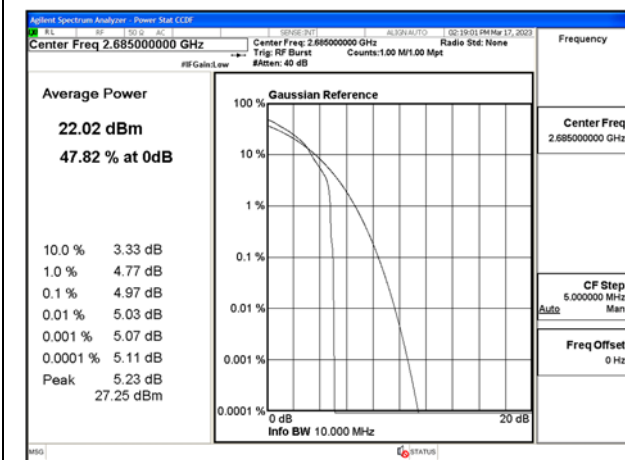 Agilent Spectrum Analyzer - Power Stat CCDF
RL RF 50 Ω AC SENSE:INT ALIGN AUTO 02:19:01 PM Mar 17, 2023
Center Freq 2.685000000 GHz
Center Freq: 2.685000000 GHz Radio Std: None
Trig: RF Burst Counts:1.00 M/1.00 Mpt
#IFGain:Low #Atten: 40 dB
Frequency
Average Power
22.02 dBm
47.82 % at 0dB
10.0 % 3.33 dB
1.0 % 4.77 dB
0.1 % 4.97 dB
0.01 % 5.03 dB
0.001 % 5.07 dB
0.0001 % 5.11 dB
Peak 5.23 dB
27.25 dBm
Gaussian Reference
100 %
10 %
1 %
0.1 %
0.01 %
0.001 %
0.0001 %
0 dB 20 dB
Info BW 10.000 MHz
Center Freq
2.685000000 GHz
CF Step
5.000000 MHz
Auto Man
Freq Offset
0 Hz
MSG STATUS